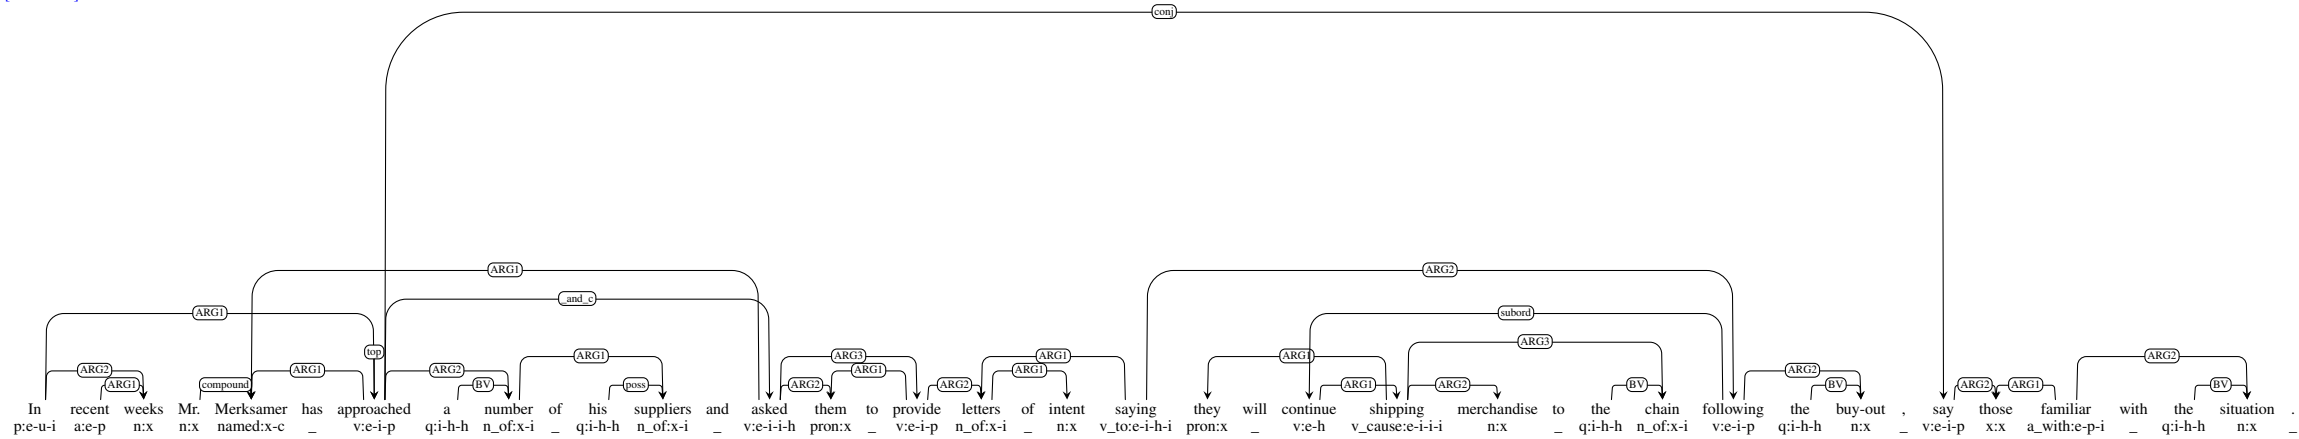 conj
ARG1 ARG2
_and_c
ARG1 subord
top ARG3
ARG1 ARG3 ARG1 ARG1 ARG2
ARG2 ARG1 ARG2 ARG1 ARG1 ARG2
ARG1 compound BV poss ARG2 ARG2 ARG1 ARG2 BV BV ARG2 ARG1 BV
In recent weeks Mr. Merksamer has approached a number of his suppliers and asked them to provide letters of intent saying they will continue shipping merchandise to the chain following the buy-out , say those familiar with the situation .
p:e-u-i a:e-p n:x n:x named:x-c _ v:e-i-p q:i-h-h n_of:x-i _ q:i-h-h n_of:x-i _ v:e-i-i-h pron:x _ v:e-i-p n_of:x-i _ n:x v_to:e-i-h-i pron:x _ v:e-h v_cause:e-i-i-i n:x _ q:i-h-h n_of:x-i v:e-i-p q:i-h-h n:x _ v:e-i-p x:x a_with:e-p-i _ q:i-h-h n:x _